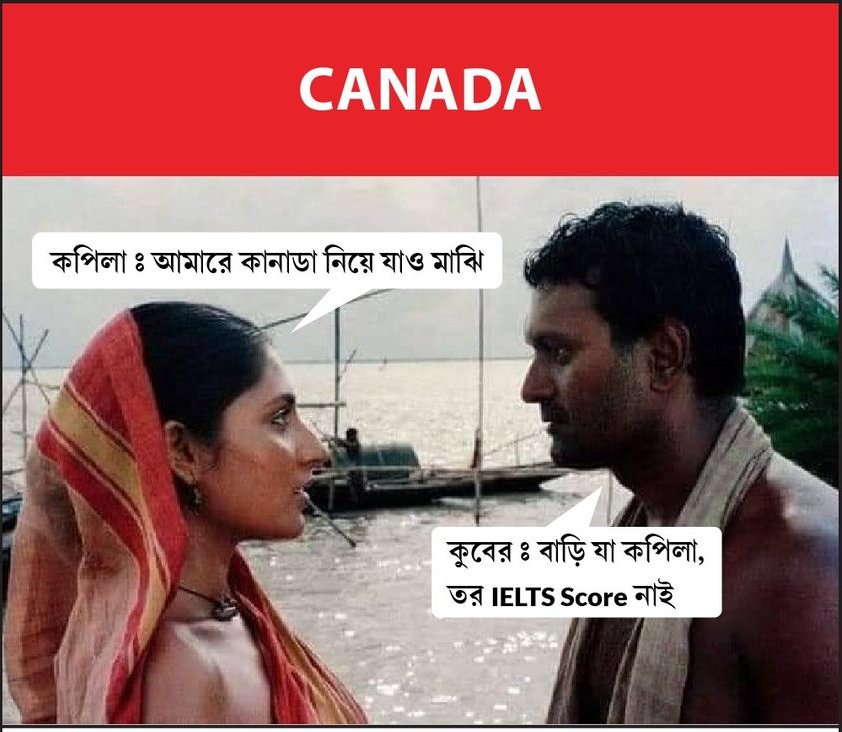 CANADA
কপিলা ঃ আমারে কানাডা নিয়ে যাও মাঝি
কুবের ঃ বাড়ি যা কপিলা,
তর IELTS Score নাই